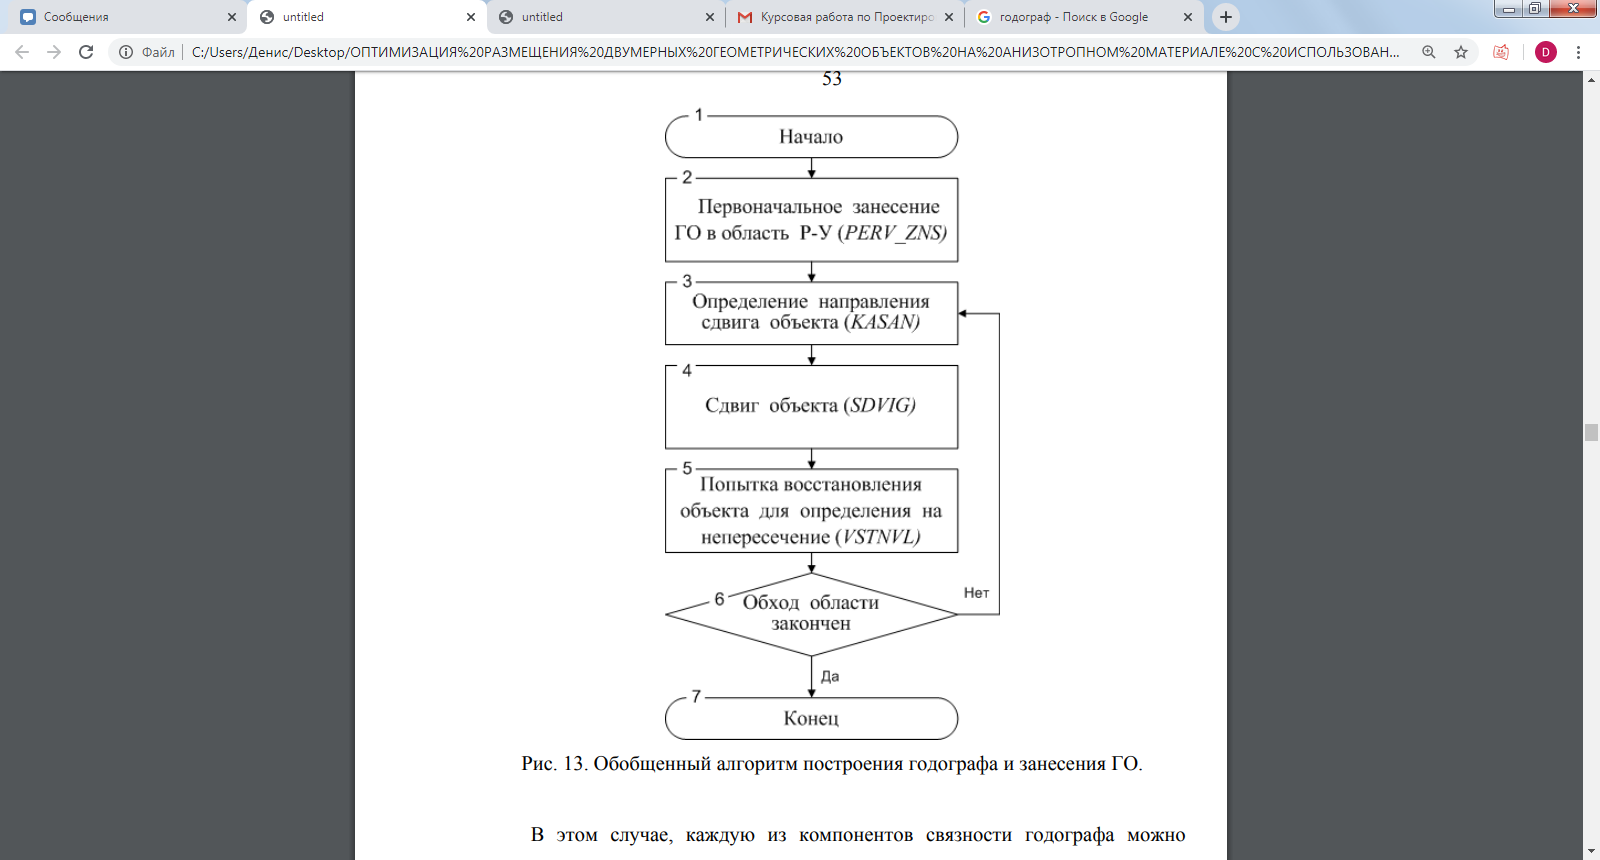 Сообщения
untitled
untitled
Курсовая работа по Проектиро
годограф - Поиск в Google
Файл
C:/Users/Денис/Desktop/ОПТИМИЗАЦИЯ%20РАЗМЕЩЕНИЯ%20ДВУМЕРНЫХ%20ГЕОМЕТРИЧЕСКИХ%20ОБЪЕКТОВ%20НА%20АНИЗОТРОПНОМ%20МАТЕРИАЛЕ%20С%20ИСПОЛЬЗОВАН...
D
53
1
Начало
2
Первоначальное занесение
ГО в область Р-У (PERV_ZNS)
3
Определение направления
сдвига объекта (KASAN)
4
Сдвиг объекта (SDVIG)
5
Попытка восстановления
объекта для определения на
непересечение (VSTNVL)
6
Обход области
закончен
Нет
Да
7
Конец
Рис. 13. Обобщенный алгоритм построения годографа и занесения ГО.
В этом случае, каждую из компонентов связности годографа можно